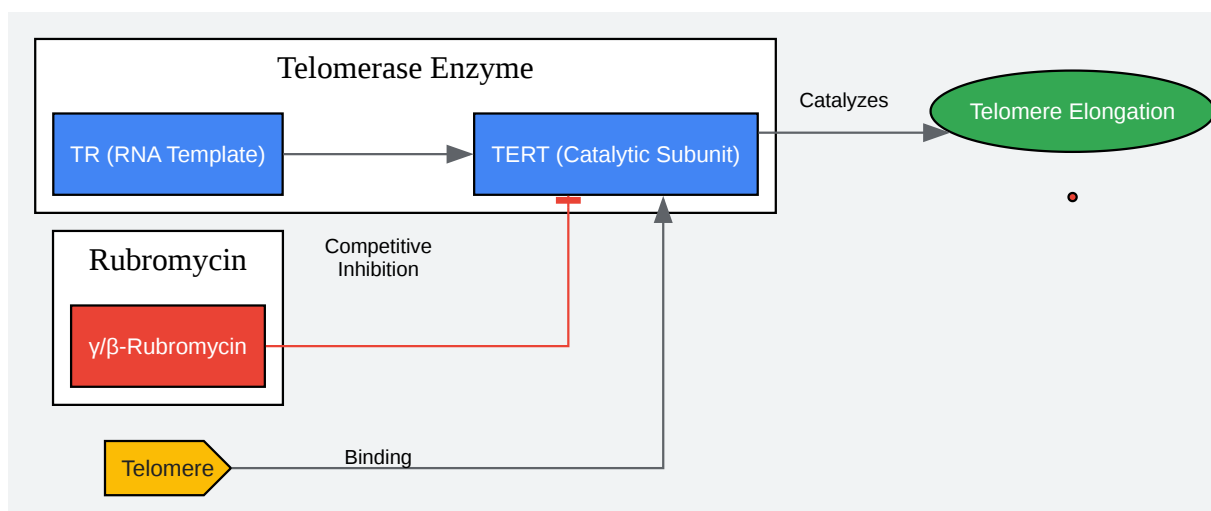 Telomerase Enzyme
TR (RNA Template)
TERT (Catalytic Subunit)
Catalyzes
Telomere Elongation
Rubromycin
Competitive
Inhibition
γ/β-Rubromycin
Telomere
Binding